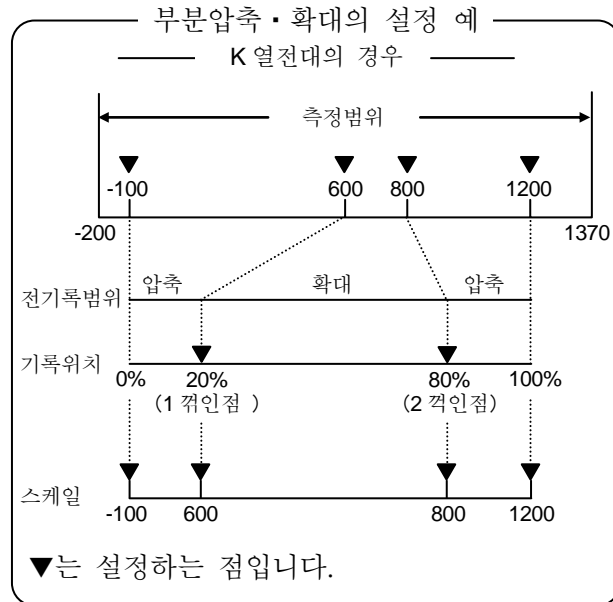 부분압축▪확대의 설정 예
K 열전대의 경우
측정범위
-100 600 800 1200
-200 1370
전기록범위 압축 확대 압축
기록위치
0% 20% 80% 100%
(1 꺾인점 ) (2 꺽인점)
스케일
-100 600 800 1200
▼는 설정하는 점입니다.